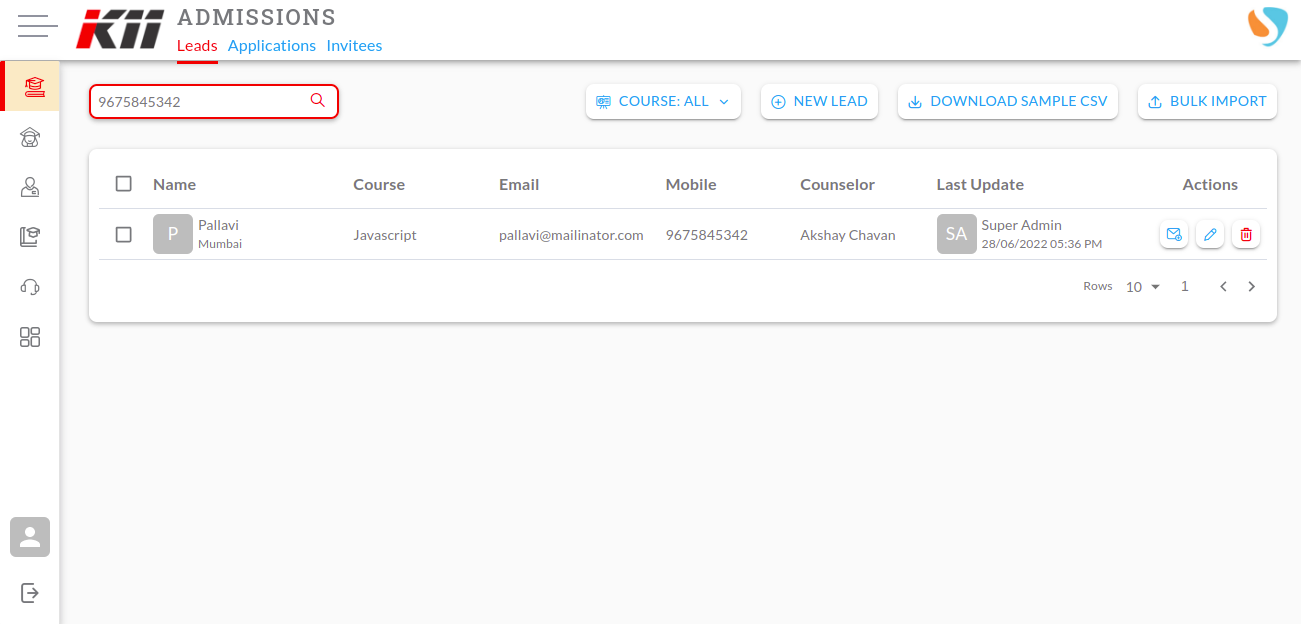 KII
ADMISSIONS
Leads Applications Invitees
9675845342
COURSE: ALL
NEW LEAD
DOWNLOAD SAMPLE CSV
BULK IMPORT
Name Course Email Mobile Counselor Last Update Actions
P Pallavi Javascript pallavi@mailinator.com 9675845342 Akshay Chavan SA Super Admin
Mumbai 28/06/2022 05:36 PM
Rows 10 1